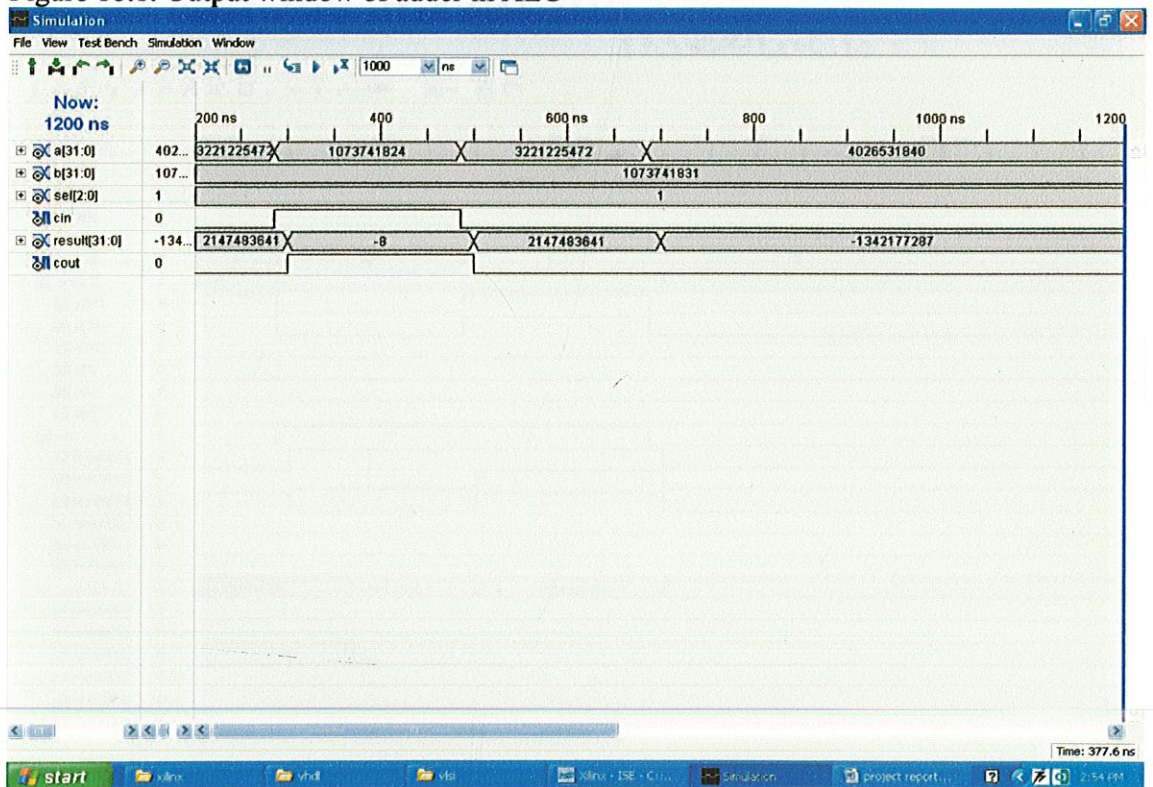 Simulation
File View Test Bench Simulation Window
1000 ns
Now:
1200 ns
200 ns 400 600 ns 800 1000 ns 1200
a[31:0] 402... 3221225472 1073741824 3221225472 4026531840
b[31:0] 107... 1073741831
sel[2:0] 1 1
cin 0
result[31:0] -134... 2147483641 -8 2147483641 -1342177287
cout 0
Time: 377.6 ns
start xilinx vhdl vlsi Xilinx - ISE - C:\... Simulation project report... 2:54 PM